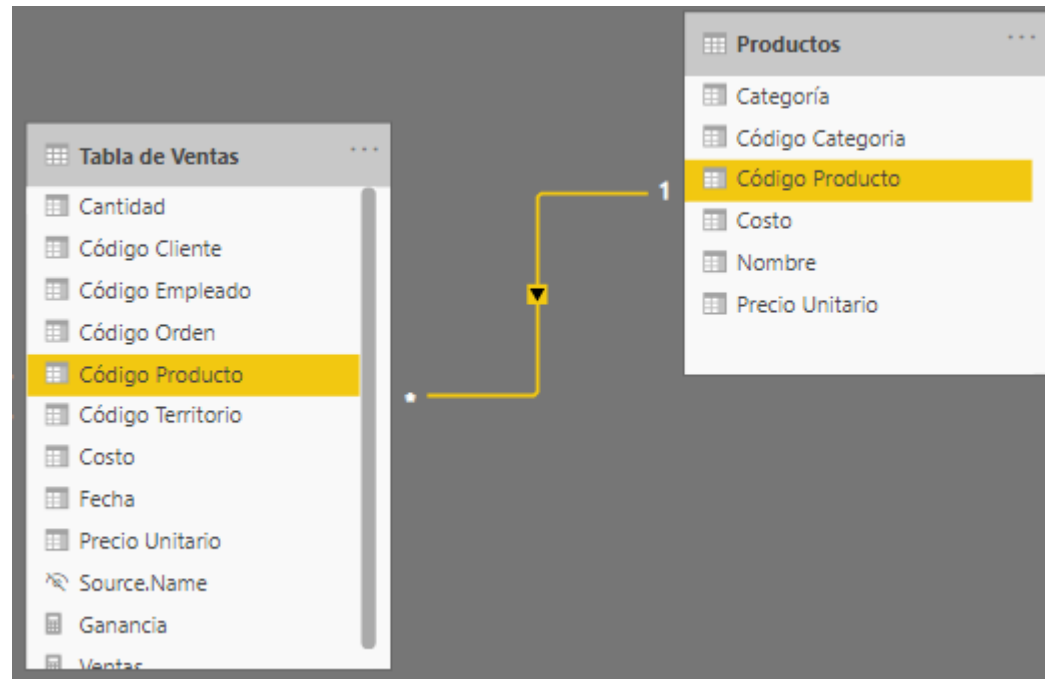 Tabla de Ventas
Cantidad
Código Cliente
Código Empleado
Código Orden
Código Producto
Código Territorio
Costo
Fecha
Precio Unitario
Source.Name
Ganancia
Ventas
*
1
Productos
Categoría
Código Categoria
Código Producto
Costo
Nombre
Precio Unitario